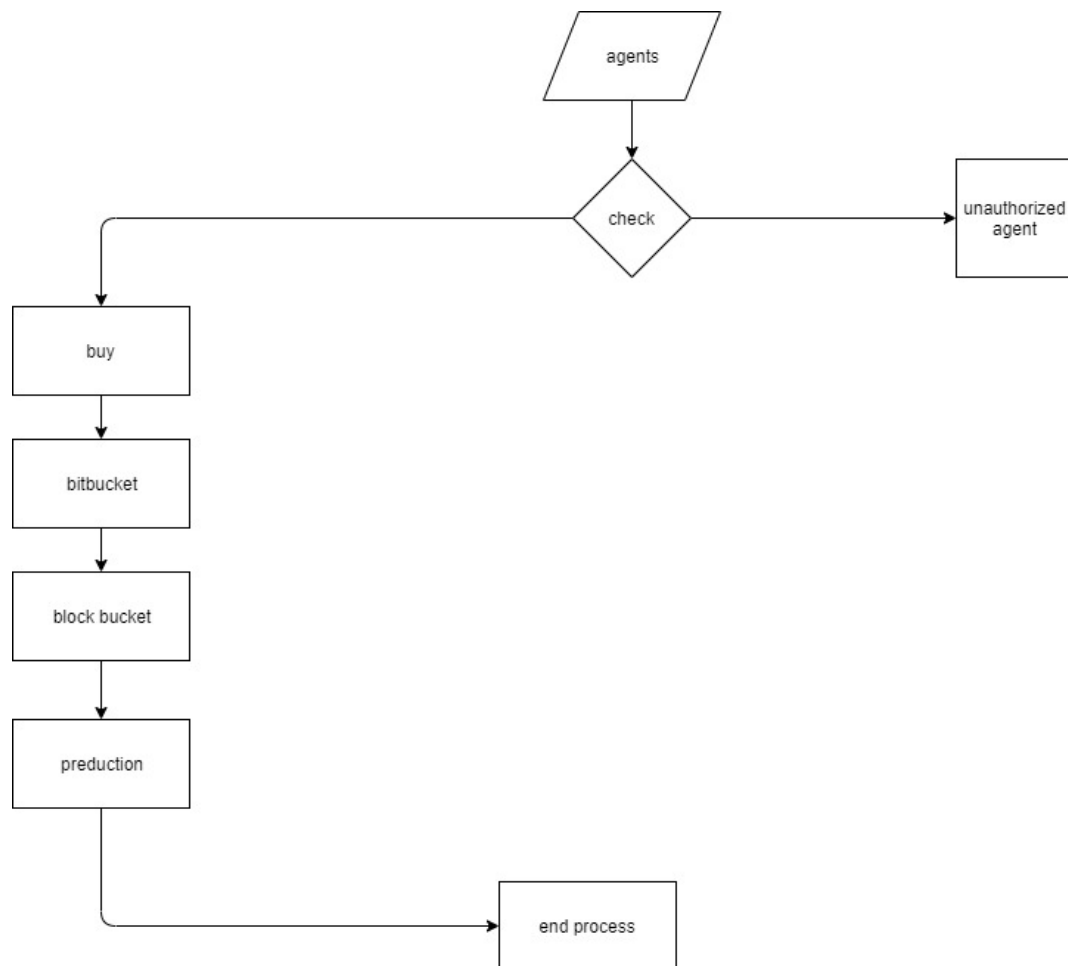 agents
check
unauthorized
agent
buy
bitbucket
block bucket
preduction
end process